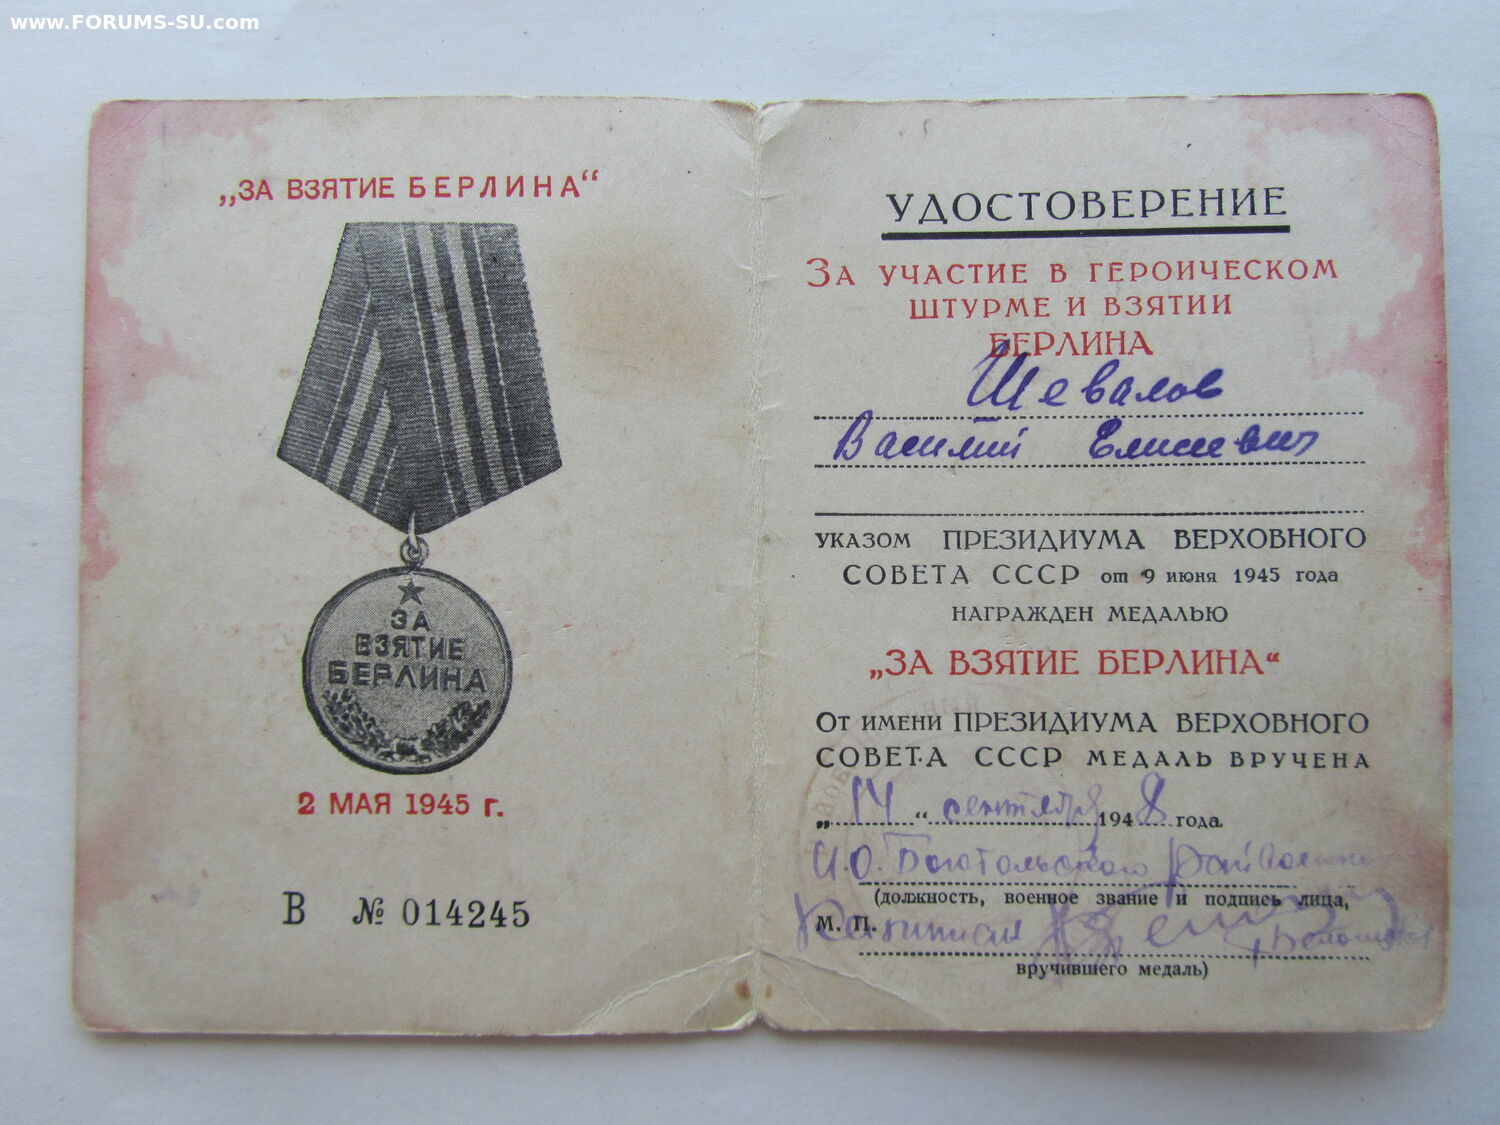 www.FORUMS-SU.com
„ЗА ВЗЯТИЕ БЕРЛИНА“
ЗА
ВЗЯТИЕ
БЕРЛИНА
2 МАЯ 1945 г.
В № 014245
УДОСТОВЕРЕНИЕ
ЗА УЧАСТИЕ В ГЕРОИЧЕСКОМ
ШТУРМЕ И ВЗЯТИИ
БЕРЛИНА
Шевалов
Василий Елисеевич
УКАЗОМ ПРЕЗИДИУМА ВЕРХОВНОГО
СОВЕТА СССР от 9 июня 1945 года
НАГРАЖДЕН МЕДАЛЬЮ
„ЗА ВЗЯТИЕ БЕРЛИНА“
ОТ ИМЕНИ ПРЕЗИДИУМА ВЕРХОВНОГО
СОВЕТА СССР МЕДАЛЬ ВРУЧЕНА
„14“ сентября 1948 года.
И.О. Боготольского
(должность, военное звание и подпись лица,
М. П. Капитан
вручившего медаль)